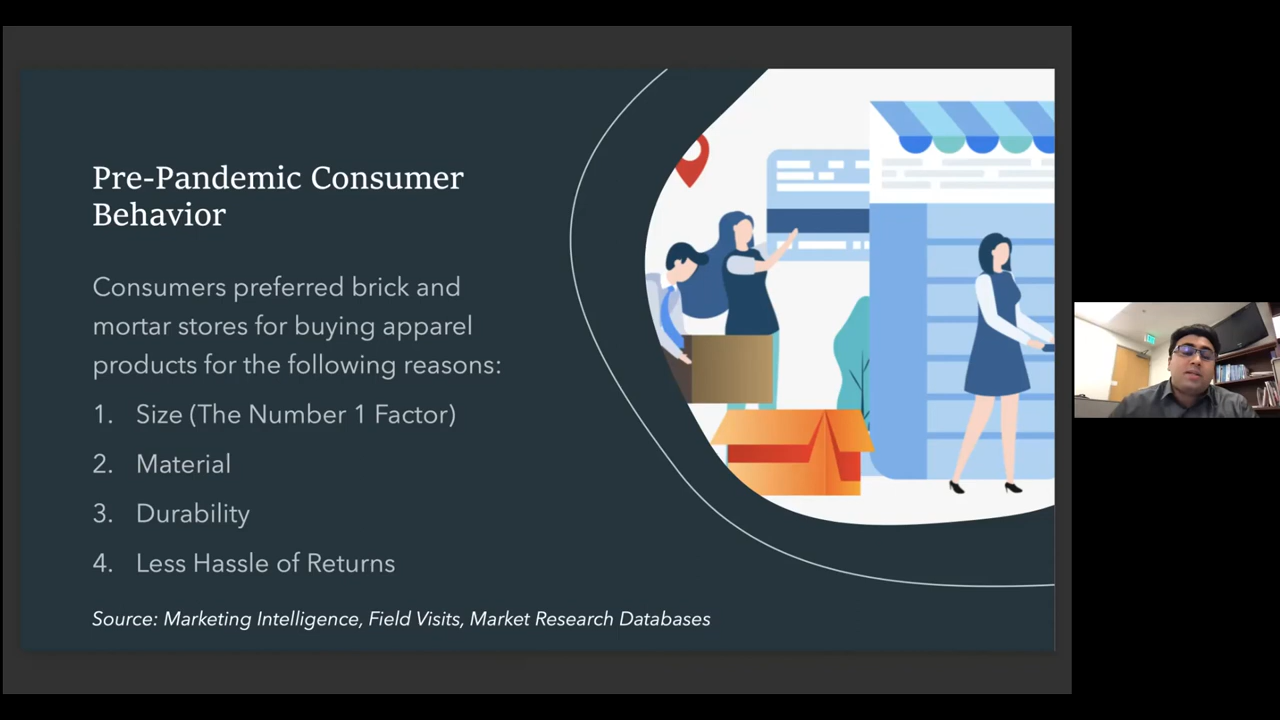 Pre-Pandemic Consumer
Behavior
Consumers preferred brick and
mortar stores for buying apparel
products for the following reasons:
1. Size (The Number 1 Factor)
2. Material
3. Durability
4. Less Hassle of Returns
Source: Marketing Intelligence, Field Visits, Market Research Databases